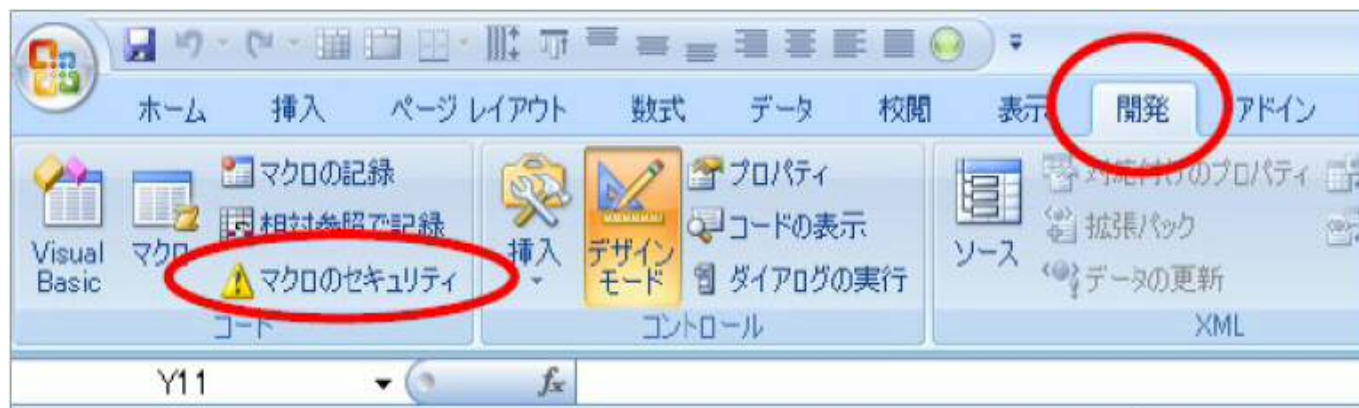 ホーム 挿入 ページ レイアウト 数式 データ 校閲 表示 開発 アドイン
マクロの記録 プロパティ 対応付けのプロパティ
相対参照で記録 コードの表示 拡張パック
Visual Basic マクロ マクロのセキュリティ 挿入 デザイン モード ダイアログの実行 ソース データの更新
コード コントロール XML
Y11 fx